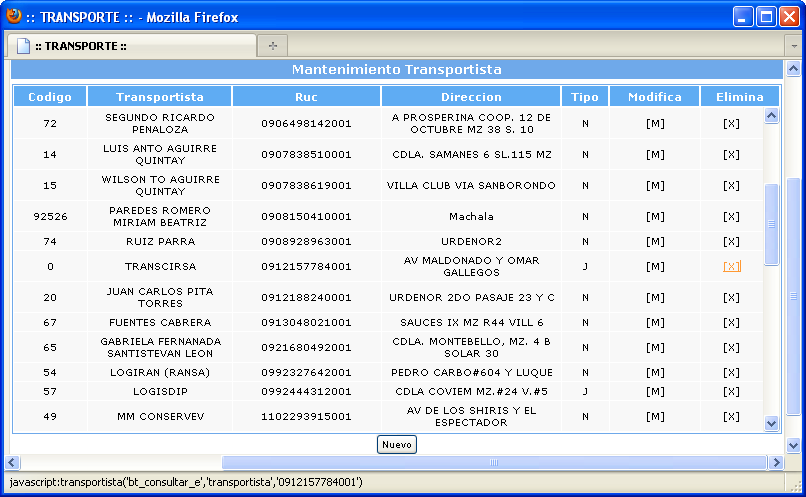 :: TRANSPORTE :: - Mozilla Firefox
:: TRANSPORTE ::
Mantenimiento Transportista
Codigo Transportista Ruc Direccion Tipo Modifica Elimina
72 SEGUNDO RICARDO PENALOZA 0906498142001 A PROSPERINA COOP. 12 DE OCTUBRE MZ 38 S. 10 N [M] [X]
14 LUIS ANTO AGUIRRE QUINTAY 0907838510001 CDLA. SAMANES 6 SL.115 MZ N [M] [X]
15 WILSON TO AGUIRRE QUINTAY 0907838619001 VILLA CLUB VIA SANBORONDO N [M] [X]
92526 PAREDES ROMERO MIRIAM BEATRIZ 0908150410001 Machala N [M] [X]
74 RUIZ PARRA 0908928963001 URDENOR2 N [M] [X]
0 TRANSCIRSA 0912157784001 AV MALDONADO Y OMAR GALLEGOS J [M] [X]
20 JUAN CARLOS PITA TORRES 0912188240001 URDENOR 2DO PASAJE 23 Y C N [M] [X]
67 FUENTES CABRERA 0913048021001 SAUCES IX MZ R44 VILL 6 N [M] [X]
65 GABRIELA FERNANADA SANTISTEVAN LEON 0921680492001 CDLA. MONTEBELLO, MZ. 4 B SOLAR 30 N [M] [X]
54 LOGIRAN (RANSA) 0992327642001 PEDRO CARBO#604 Y LUQUE N [M] [X]
57 LOGISDIP 0992444312001 CDLA COVIEM MZ.#24 V.#5 J [M] [X]
49 MM CONSERVEV 1102293915001 AV DE LOS SHIRIS Y EL ESPECTADOR N [M] [X]
Nuevo
javascript:transportista('bt_consultar_e','transportista','0912157784001')